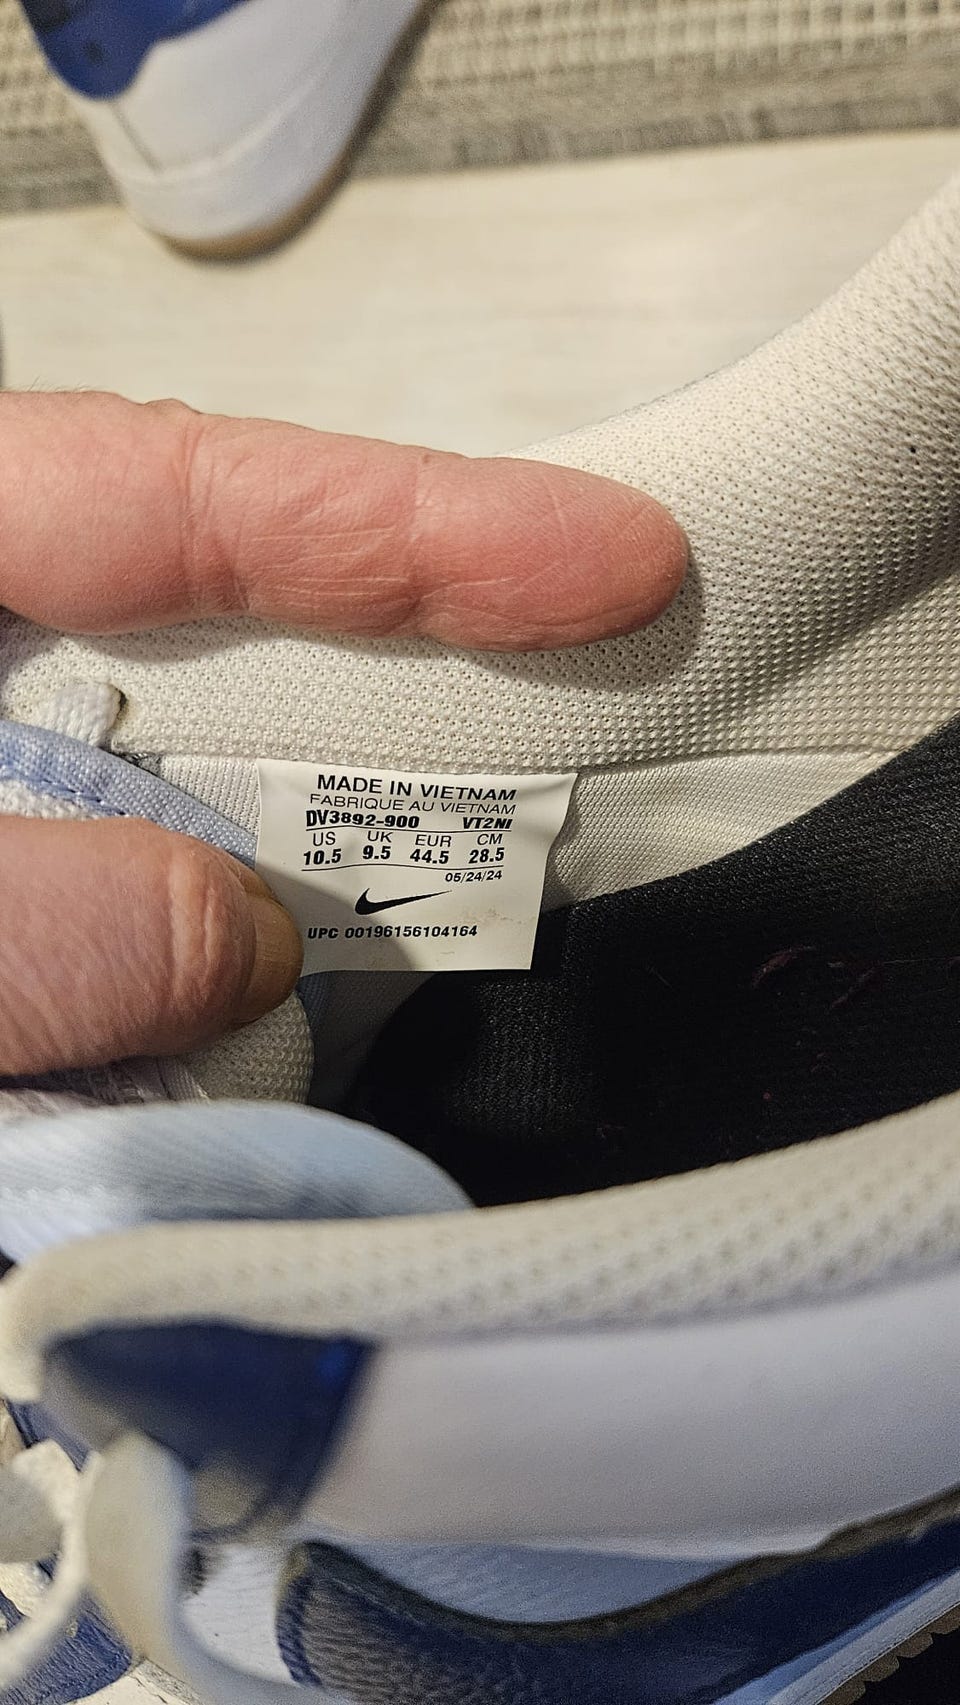 MADE IN VIETNAM
FABRIQUE AU VIETNAM
DV3892-900 VT2NI
US UK EUR CM
10.5 9.5 44.5 28.5
05/24/24
UPC 00196156104164